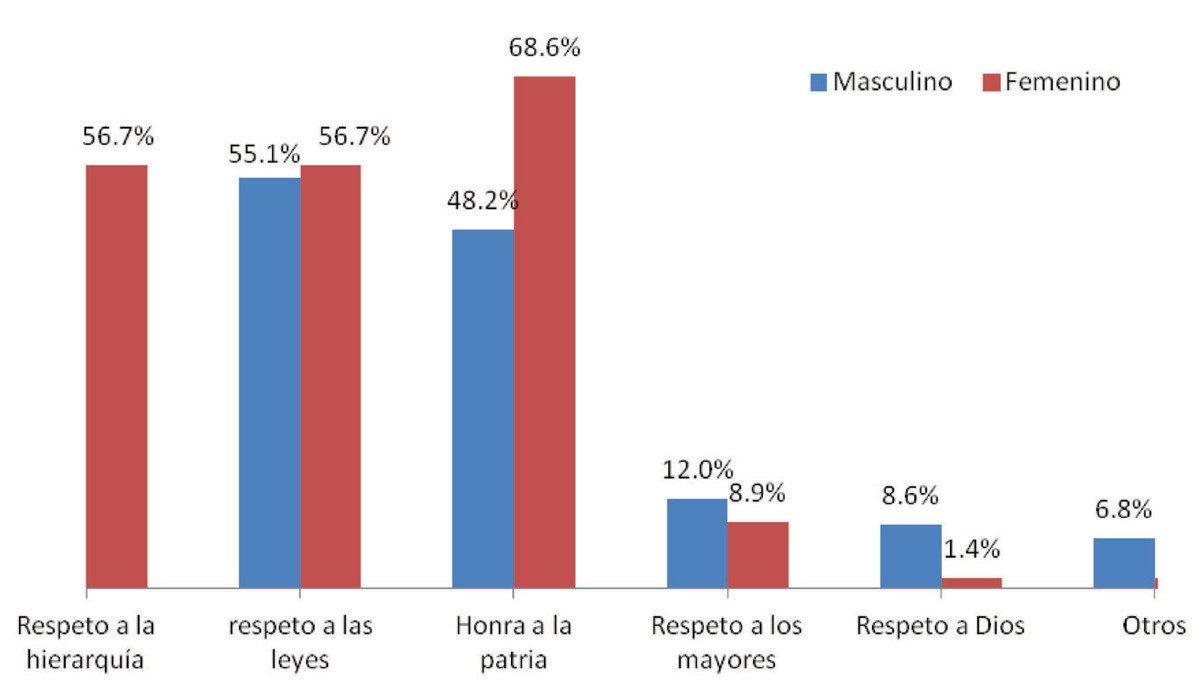 68.6%
Masculino Femenino
56.7% 55.1% 56.7%
48.2%
12.0% 8.9% 8.6% 1.4% 6.8%
Respeto a la hierarquía
respeto a las leyes
Honra a la patria
Respeto a los mayores
Respeto a Dios
Otros